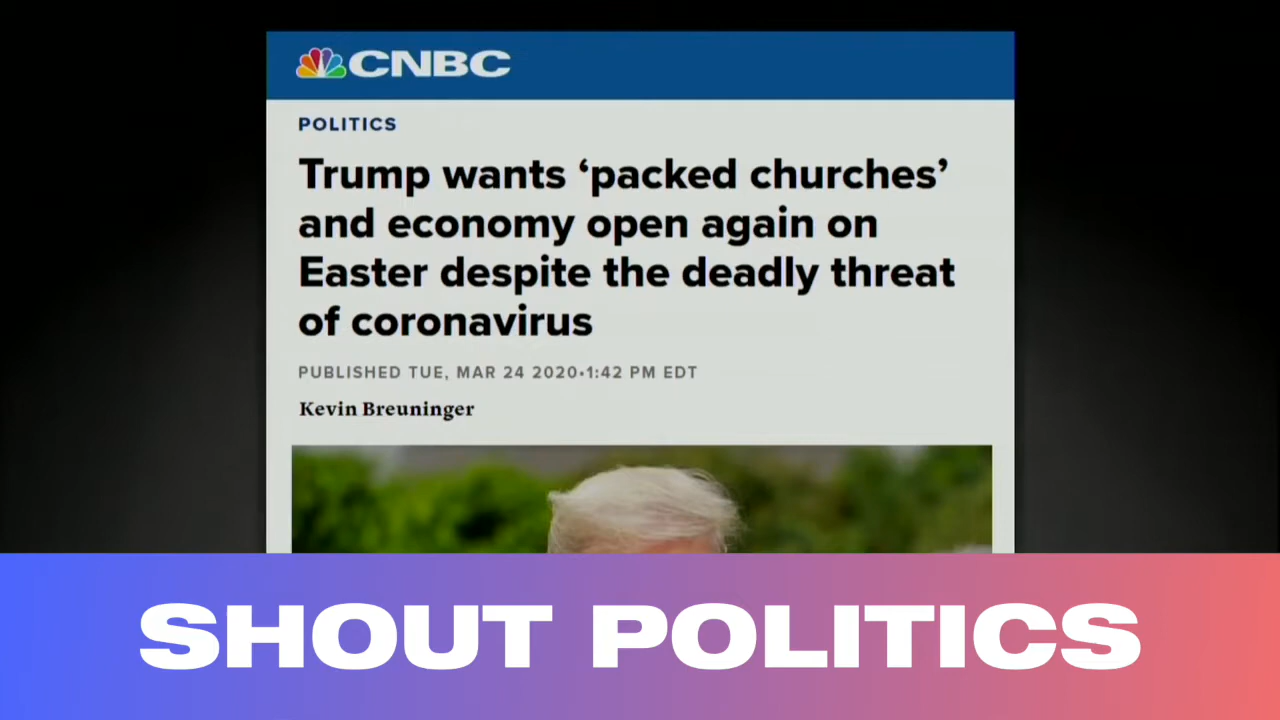 CNBC
POLITICS
Trump wants ‘packed churches’
and economy open again on
Easter despite the deadly threat
of coronavirus
PUBLISHED TUE, MAR 24 2020•1:42 PM EDT
Kevin Breuninger
SHOUT POLITICS